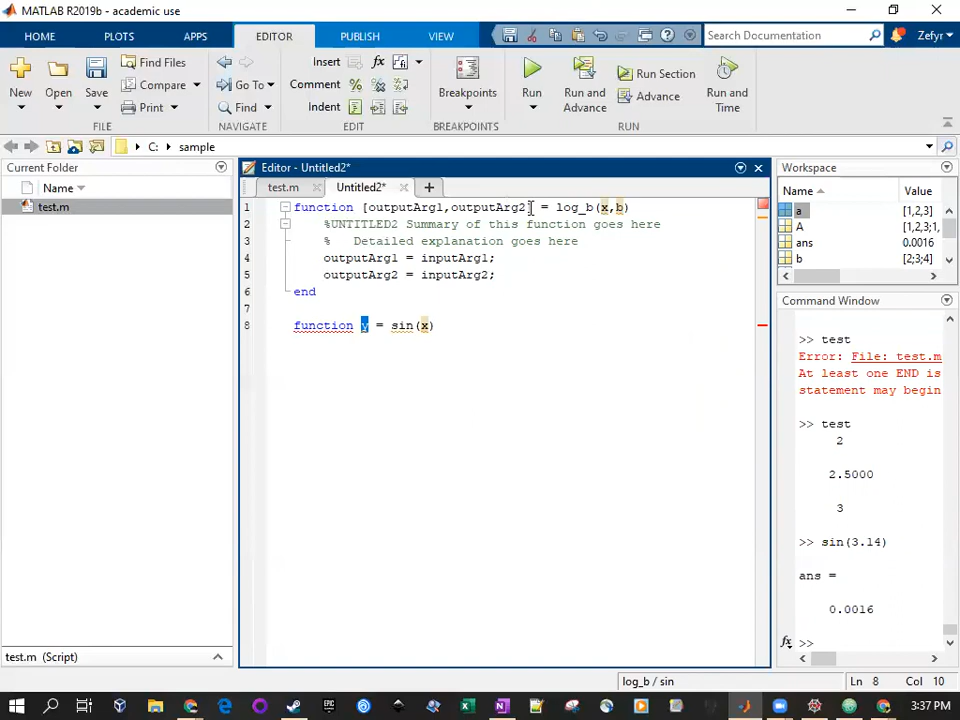 MATLAB R2019b - academic use
HOME PLOTS APPS EDITOR PUBLISH VIEW Search Documentation Zefyr
New Open Save Find Files Compare Print
Go To Find
Insert fx
Comment
Indent
Breakpoints Run Run and Advance Run Section Advance Run and Time
FILE NAVIGATE EDIT BREAKPOINTS RUN
C: sample
Current Folder
Name
test.m
test.m (Script)
Editor - Untitled2*
test.m Untitled2*
1 function [outputArg1,outputArg2] = log_b(x,b)
2 %UNTITLED2 Summary of this function goes here
3 % Detailed explanation goes here
4 outputArg1 = inputArg1;
5 outputArg2 = inputArg2;
6 end
7
8 function y = sin(x)
Workspace
Name Value
a [1,2,3]
A [1,2,3;1,
ans 0.0016
b [2;3;4]
Command Window
>> test
Error: File: test.m
At least one END is
statement may begin
>> test
2
2.5000
3
>> sin(3.14)
ans =
0.0016
fx >>
log_b / sin Ln 8 Col 10
3:37 PM